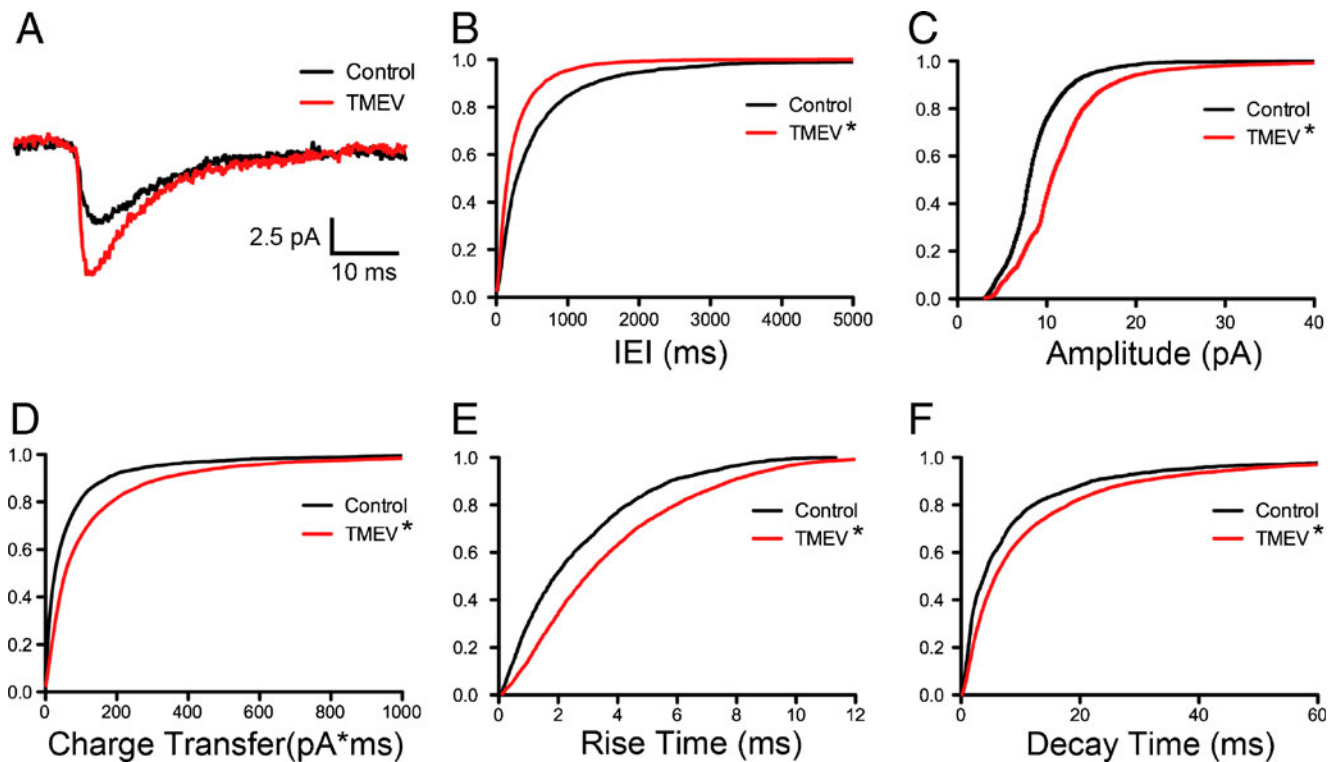 A
Control
TMEV
2.5 pA
10 ms
B
1.0
0.8
0.6
0.4
0.2
0.0
Control
TMEV*
0 1000 2000 3000 4000 5000
IEI (ms)
C
1.0
0.8
0.6
0.4
0.2
0.0
Control
TMEV*
0 10 20 30 40
Amplitude (pA)
D
1.0
0.8
0.6
0.4
0.2
0.0
Control
TMEV*
0 200 400 600 800 1000
Charge Transfer(pA*ms)
E
1.0
0.8
0.6
0.4
0.2
0.0
Control
TMEV*
0 2 4 6 8 10 12
Rise Time (ms)
F
1.0
0.8
0.6
0.4
0.2
0.0
Control
TMEV*
0 20 40 60
Decay Time (ms)